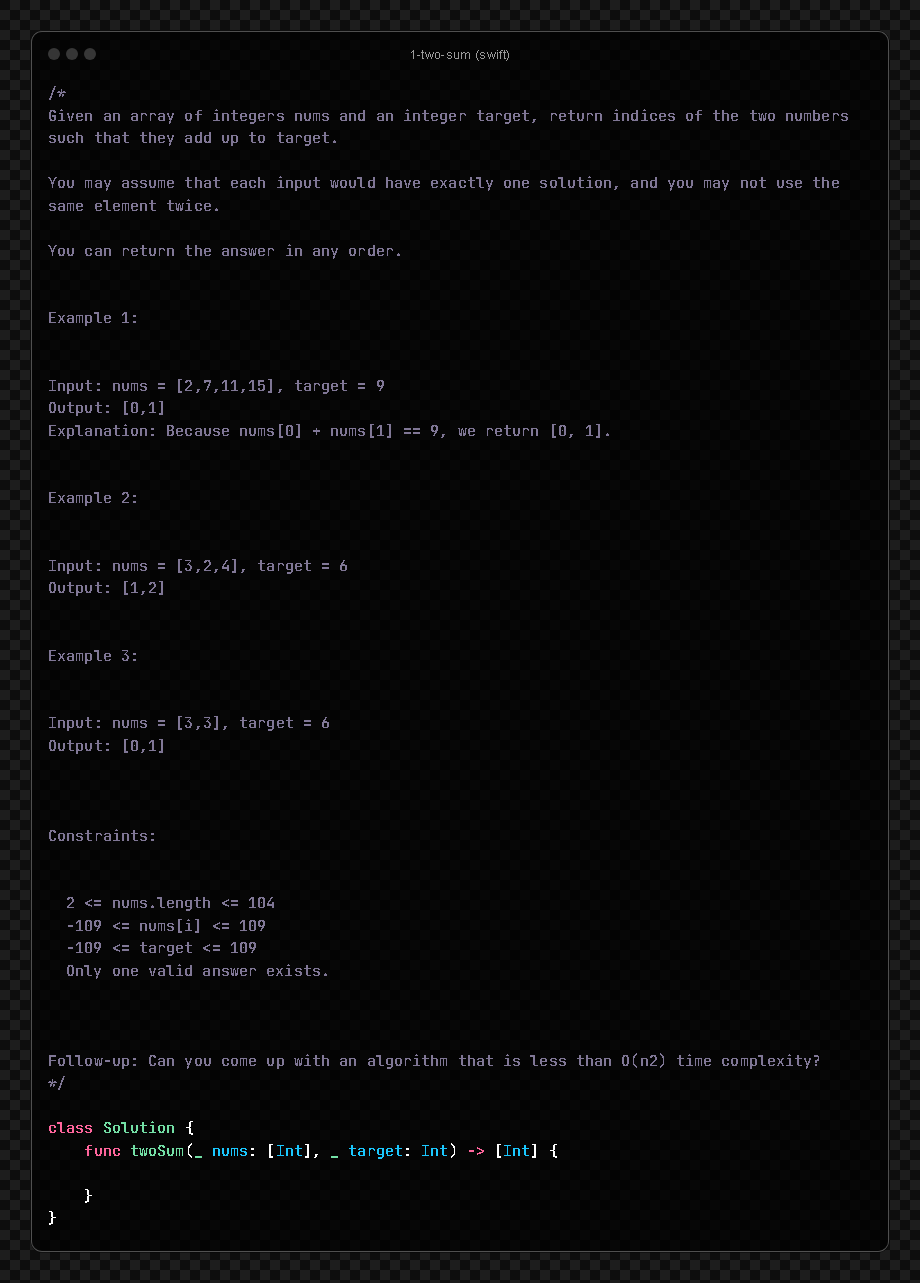 1-two-sum (swift)
/*
Given an array of integers nums and an integer target, return indices of the two numbers
such that they add up to target.
You may assume that each input would have exactly one solution, and you may not use the
same element twice.
You can return the answer in any order.
Example 1:
Input: nums = [2,7,11,15], target = 9
Output: [0,1]
Explanation: Because nums[0] + nums[1] == 9, we return [0, 1].
Example 2:
Input: nums = [3,2,4], target = 6
Output: [1,2]
Example 3:
Input: nums = [3,3], target = 6
Output: [0,1]
Constraints:
  2 <= nums.length <= 104
  -109 <= nums[i] <= 109
  -109 <= target <= 109
  Only one valid answer exists.
Follow-up: Can you come up with an algorithm that is less than O(n2) time complexity?
*/
class Solution {
    func twoSum(_ nums: [Int], _ target: Int) -> [Int] {
    }
}